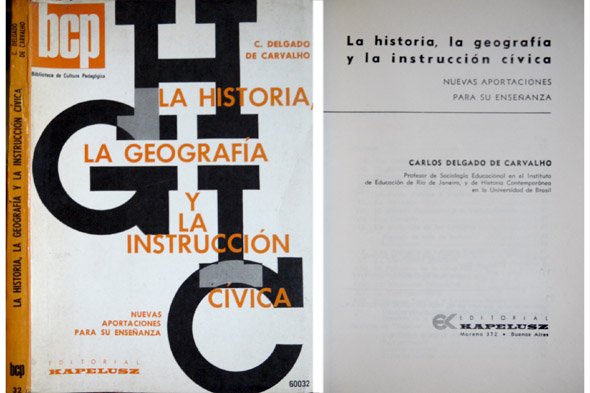 C. DELGADO
DE CARVALHO
LA HISTORIA, LA GEOGRAFÍA Y LA INSTRUCCIÓN CÍVICA
bcp
32
bcp
Biblioteca de Cultura Pedagógica
C. DELGADO
DE CARVALHO
H
G
I
C
LA HISTORIA,
LA GEOGRAFÍA
Y
LA
INSTRUCCIÓN
CÍVICA
NUEVAS
APORTACIONES
PARA SU ENSEÑANZA
EDITORIAL
KAPELUSZ
60032
La historia, la geografía
y la instrucción cívica
NUEVAS APORTACIONES
PARA SU ENSEÑANZA
CARLOS DELGADO DE CARVALHO
Profesor de Sociología Educacional en el Instituto
de Educación de Río de Janeiro, y de Historia Contemporánea
en la Universidad de Brasil
EDITORIAL
KAPELUSZ
Moreno 372 • Buenos Aires